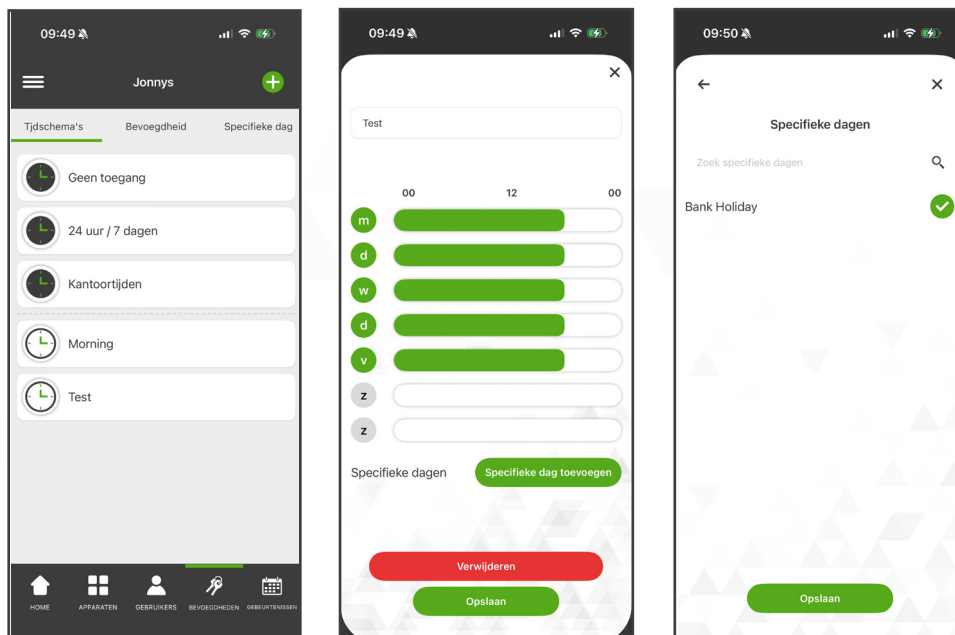 09:49
Jonnys
Tjdschema's Bevoegdheid Specifieke dag
Geen toegang
24 uur / 7 dagen
Kantoortijden
Morning
Test
HOME APPARATEN GEBRUIKERS BEVOEGDHEDEN GEBEURTENISSEN
09:49
Test
00 12 00
m
d
w
d
v
z
z
Specifieke dagen Specifieke dag toevoegen
Verwijderen
Opslaan
09:50
Specifieke dagen
Zoek specifieke dagen
Bank Holiday
Opslaan